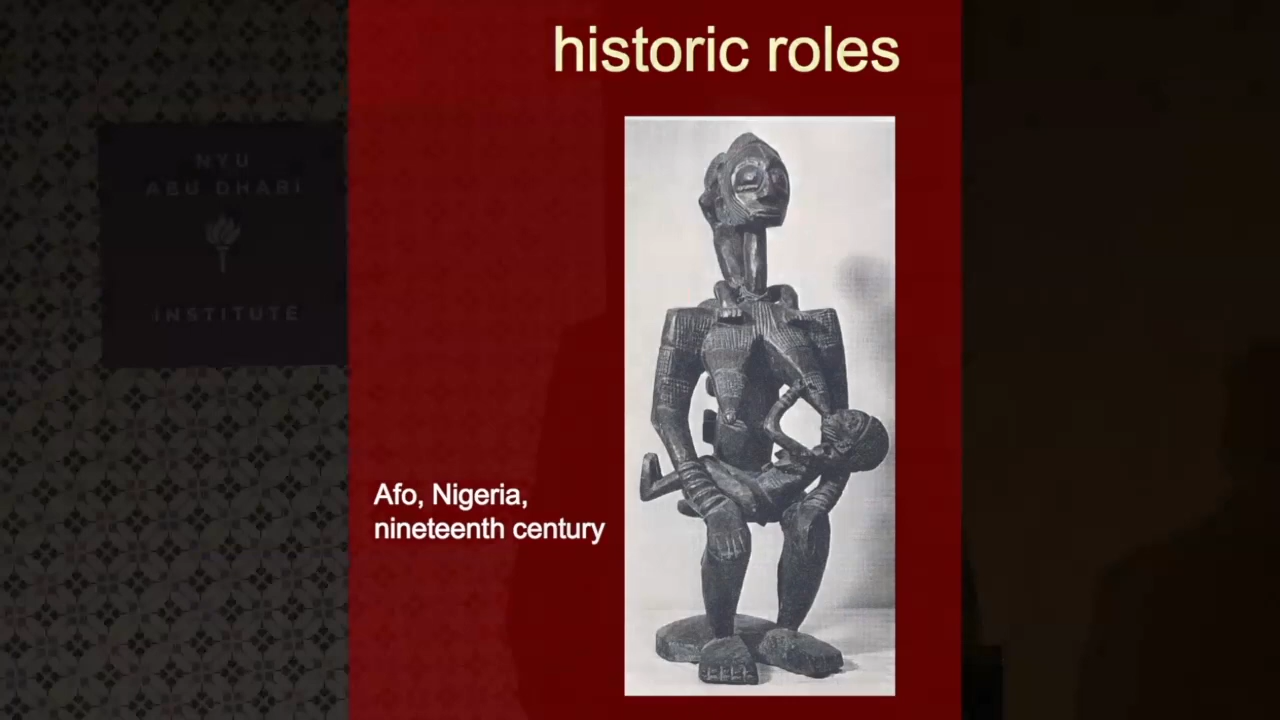 historic roles
NYU
ABU DHABI
INSTITUTE
Afo, Nigeria,
nineteenth century